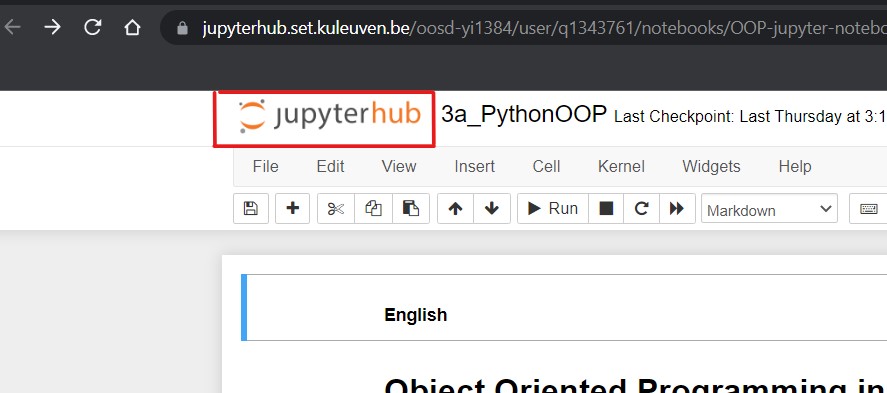 jupyterhub.set.kuleuven.be/oosd-yi1384/user/q1343761/notebooks/OOP-jupyter-notebo
jupyterhub 3a_PythonOOP Last Checkpoint: Last Thursday at 3:1
File Edit View Insert Cell Kernel Widgets Help
Run Markdown
English
Object Oriented Programming in